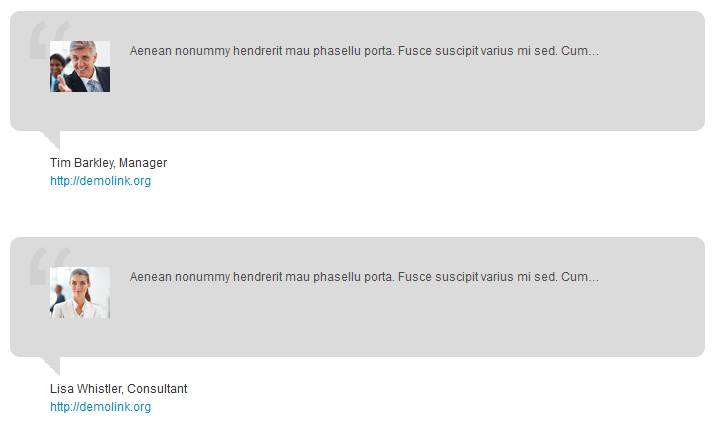 Aenean nonummy hendrerit mau phasellu porta. Fusce suscipit varius mi sed. Cum...
Tim Barkley, Manager
http://demolink.org
Aenean nonummy hendrerit mau phasellu porta. Fusce suscipit varius mi sed. Cum...
Lisa Whistler, Consultant
http://demolink.org